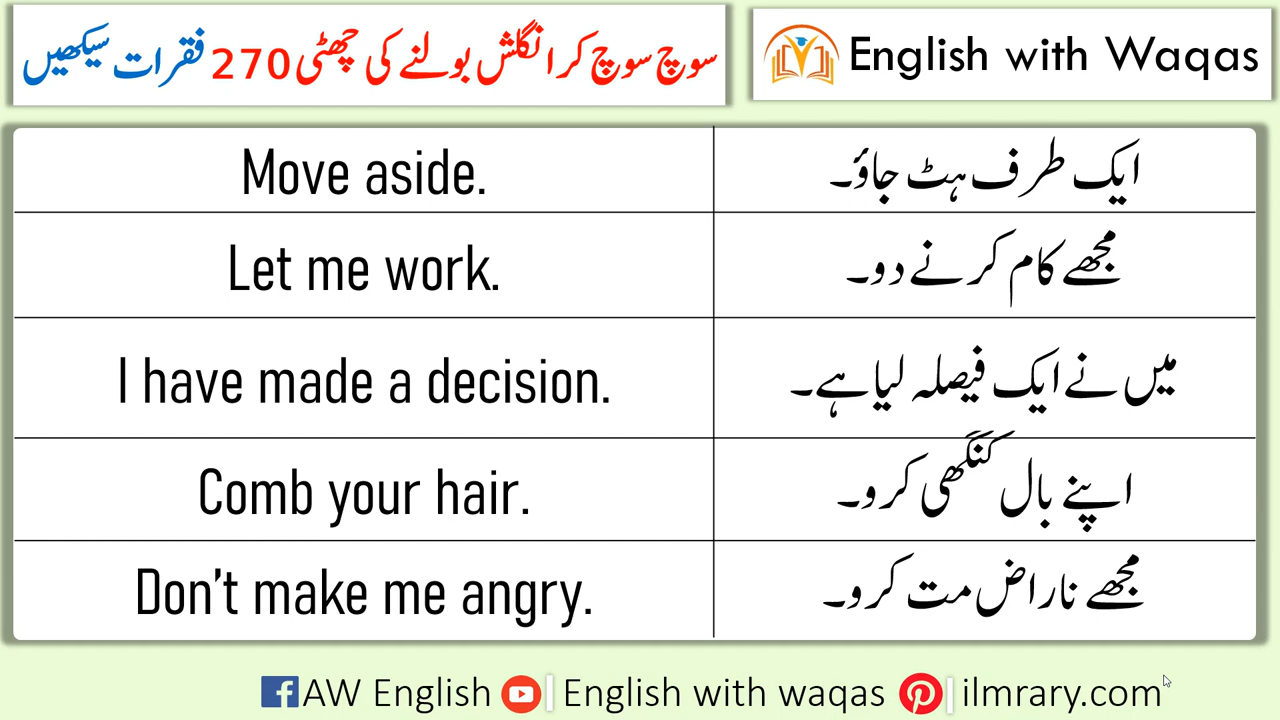 سوچ سوچ کر انگلش بولنے کی چھٹی 270 فقرات سیکھیں
English with Waqas
Move aside.
ایک طرف ہٹ جاؤ۔
Let me work.
مجھے کام کرنے دو۔
I have made a decision.
میں نے ایک فیصلہ لیا ہے۔
Comb your hair.
اپنے بال کنگھی کرو۔
Don't make me angry.
مجھے ناراض مت کرو۔
AW English | English with waqas | ilmrary.com